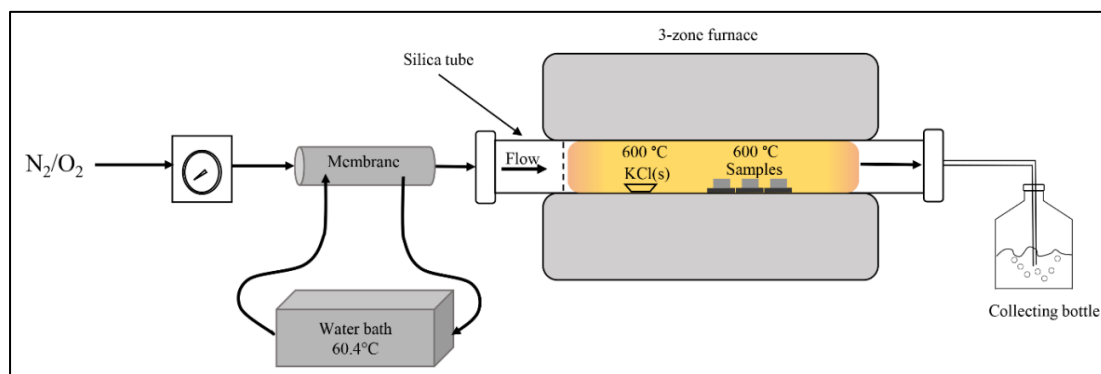 3-zone furnace
Silica tube
N₂/O₂
Membrane
Flow
600 °C
KCl(s)
600 °C
Samples
Water bath
60.4°C
Collecting bottle